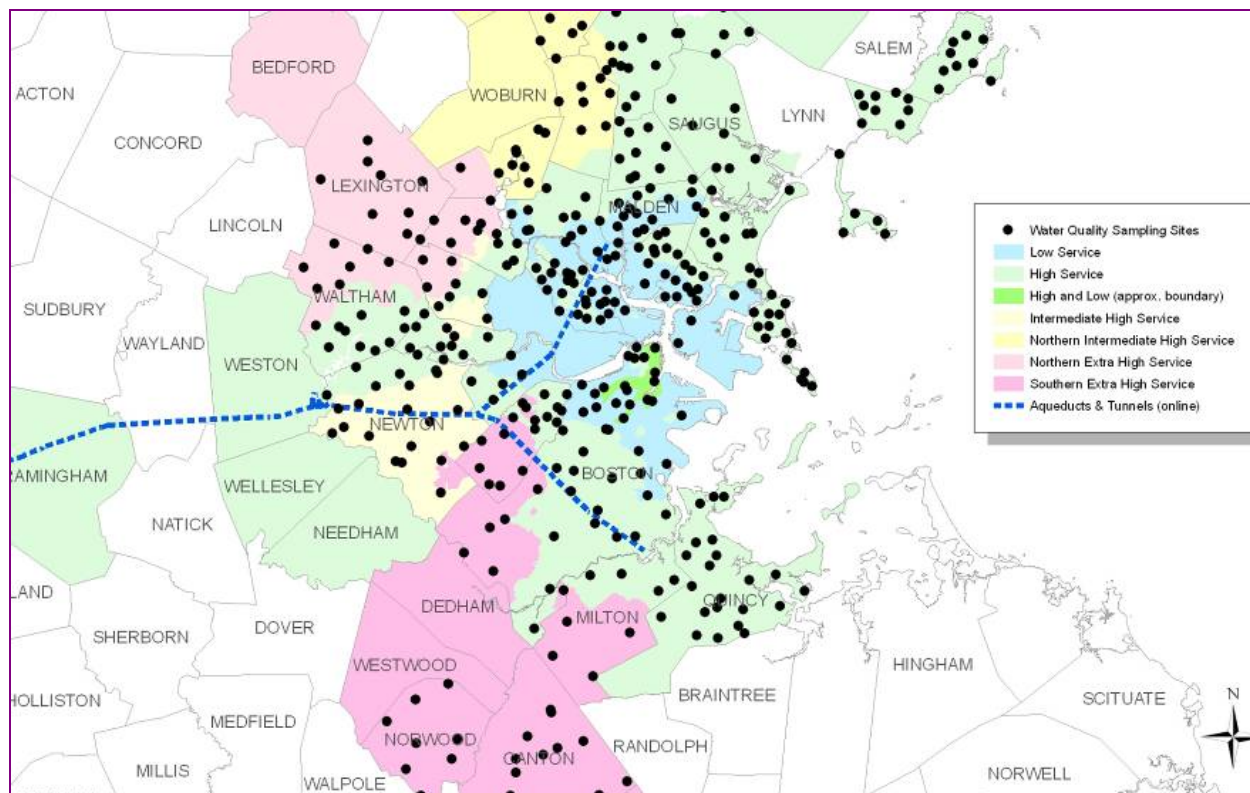 SALEM
BEDFORD
ACTON
WOBURN
LYNN
SAUGUS
CONCORD
LEXINGTON
MALDEN
LINCOLN
WALTHAM
SUDBURY
WAYLAND
WESTON
NEWTON
RAMINGHAM
BOSTON
WELLESLEY
NATICK
NEEDHAM
LAND
DEDHAM
QUINCY
MILTON
DOVER
SHERBORN
WESTWOOD
HINGHAM
BRAINTREE
SCITUATE
HOLLISTON
MEDFIELD
NORWOOD
CANTON
RANDOLPH
MILLIS
WALPOLE
NORWELL
N
Water Quality Sampling Sites
Low Service
High Service
High and Low (approx. boundary)
Intermediate High Service
Northern Intermediate High Service
Northern Extra High Service
Southern Extra High Service
Aqueducts & Tunnels (online)